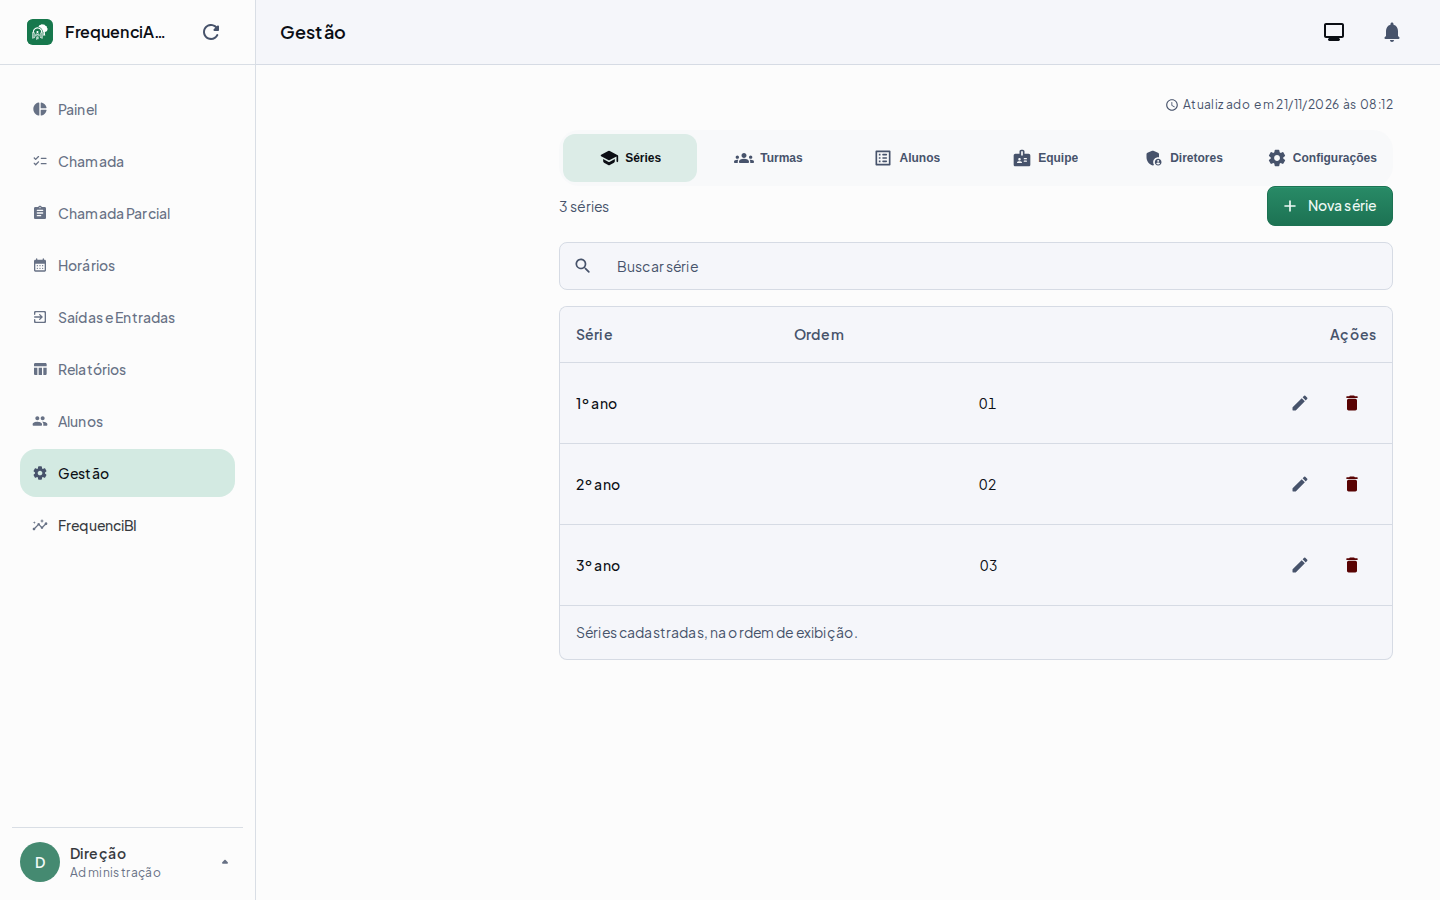 FrequenciA...
Gestão
Painel
Chamada
Chamada Parcial
Horários
Saídas e Entradas
Relatórios
Alunos
Gestão
FrequenciBI
D
Direção
Administração
Atualizado em 21/11/2026 às 08:12
Séries
Turmas
Alunos
Equipe
Diretores
Configurações
3 séries
Nova série
Buscar série
Série Ordem Ações
1º ano 01
2º ano 02
3º ano 03
Séries cadastradas, na ordem de exibição.